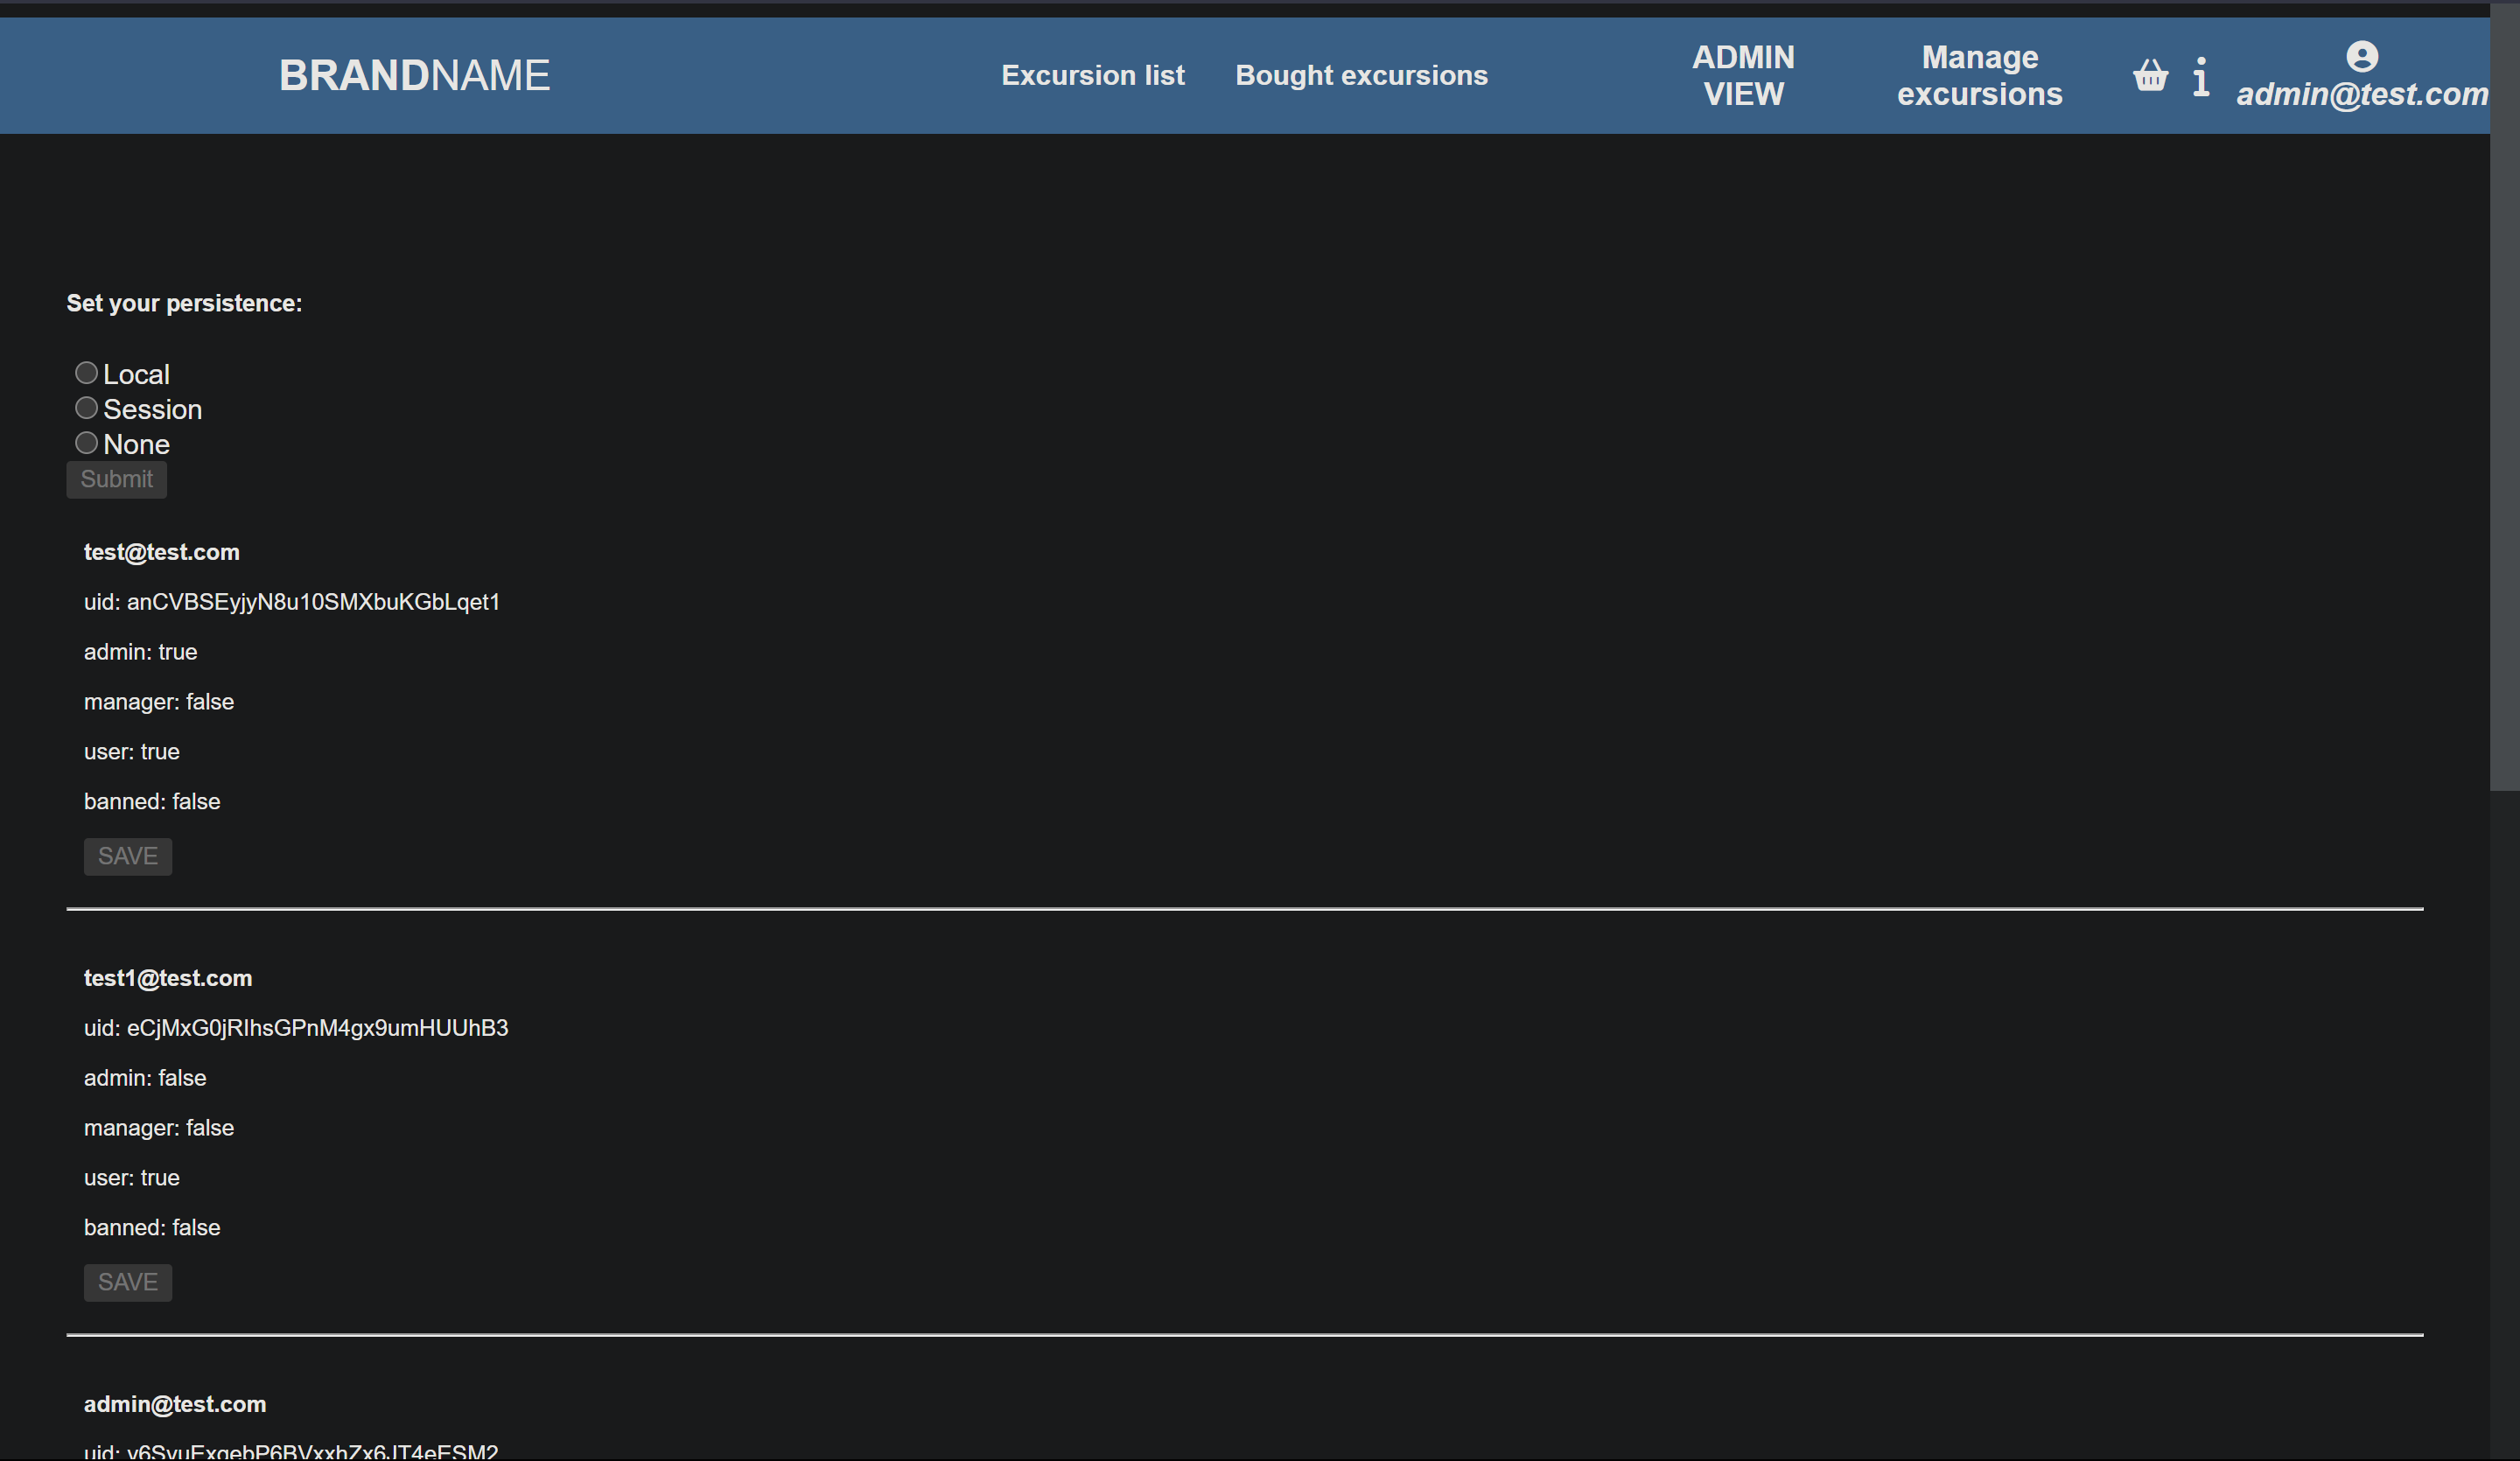 BRANDNAME
Excursion list
Bought excursions
ADMIN
VIEW
Manage
excursions
admin@test.com
Set your persistence:
Local
Session
None
Submit
test@test.com
uid: anCVBSEyjyN8u10SMXbuKGbLqet1
admin: true
manager: false
user: true
banned: false
SAVE
test1@test.com
uid: eCjMxG0jRIhsGPnM4gx9umHUUhB3
admin: false
manager: false
user: true
banned: false
SAVE
admin@test.com
uid: